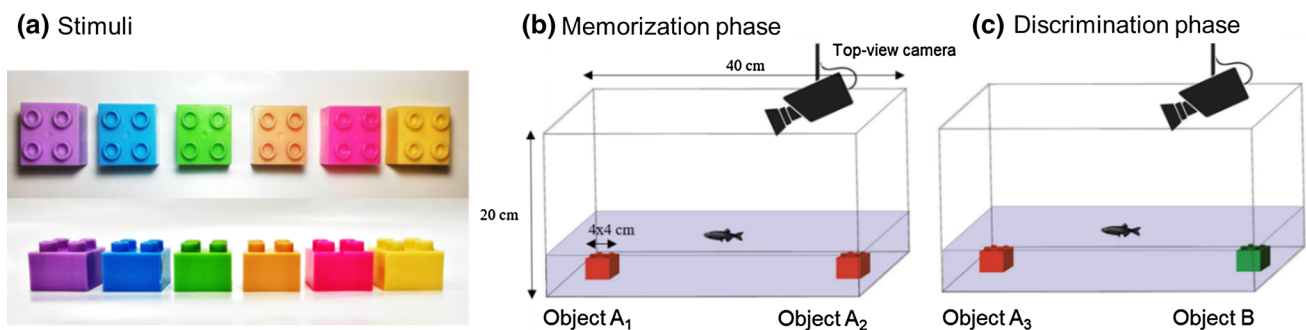 (a) Stimuli
(b) Memorization phase
Top-view camera
40 cm
20 cm
4x4 cm
Object A₁
Object A₂
(c) Discrimination phase
Object A₃
Object B